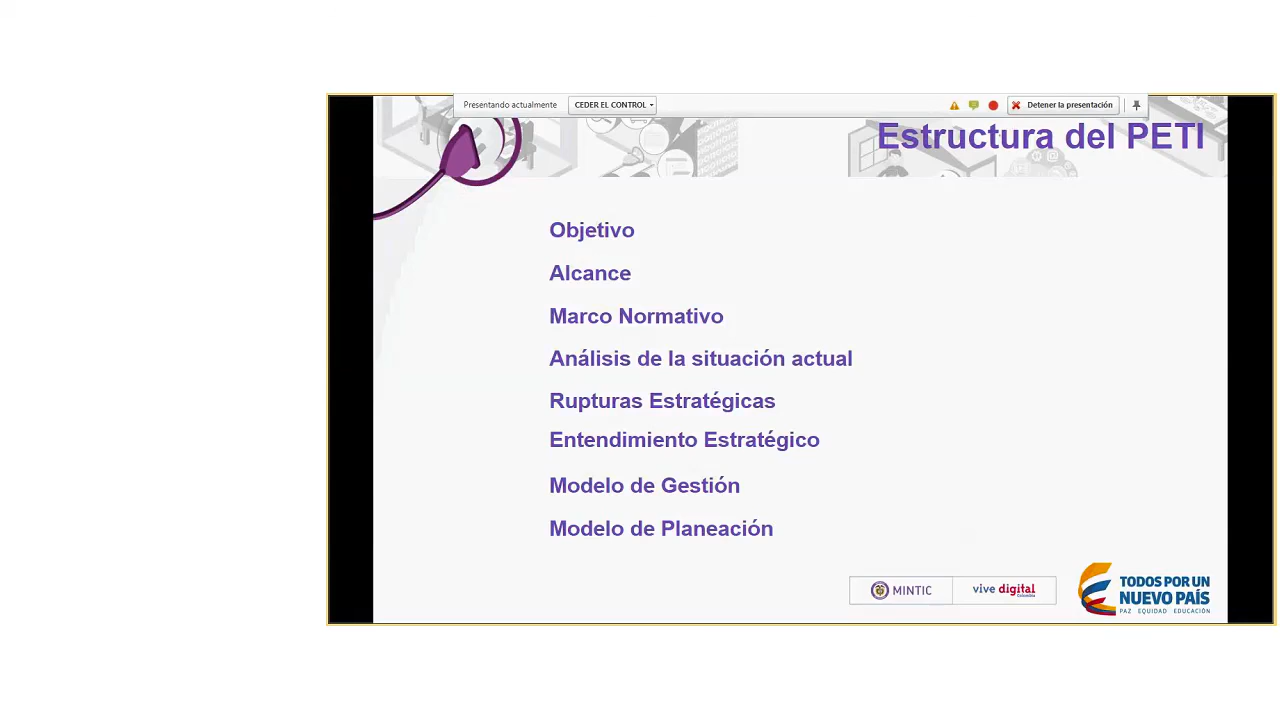 Presentando actualmente
CEDER EL CONTROL
Detener la presentación
Estructura del PETI
Objetivo
Alcance
Marco Normativo
Análisis de la situación actual
Rupturas Estratégicas
Entendimiento Estratégico
Modelo de Gestión
Modelo de Planeación
MINTIC
vive digital
Colombia
TODOS POR UN
NUEVO PAÍS
PAZ EQUIDAD EDUCACIÓN